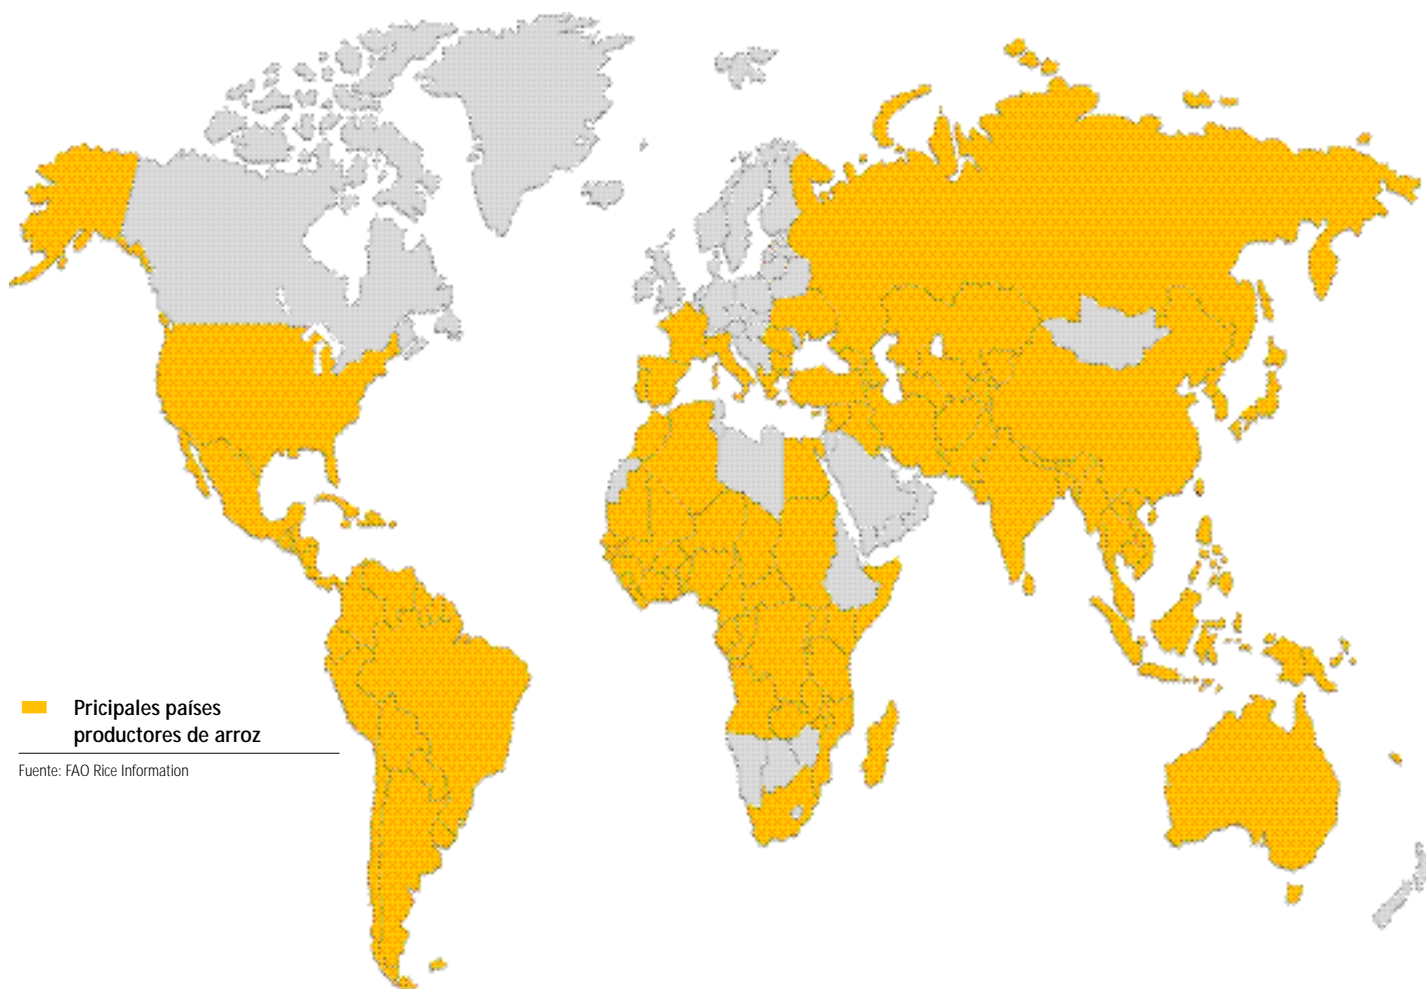 Pricipales países
productores de arroz
Fuente: FAO Rice Information